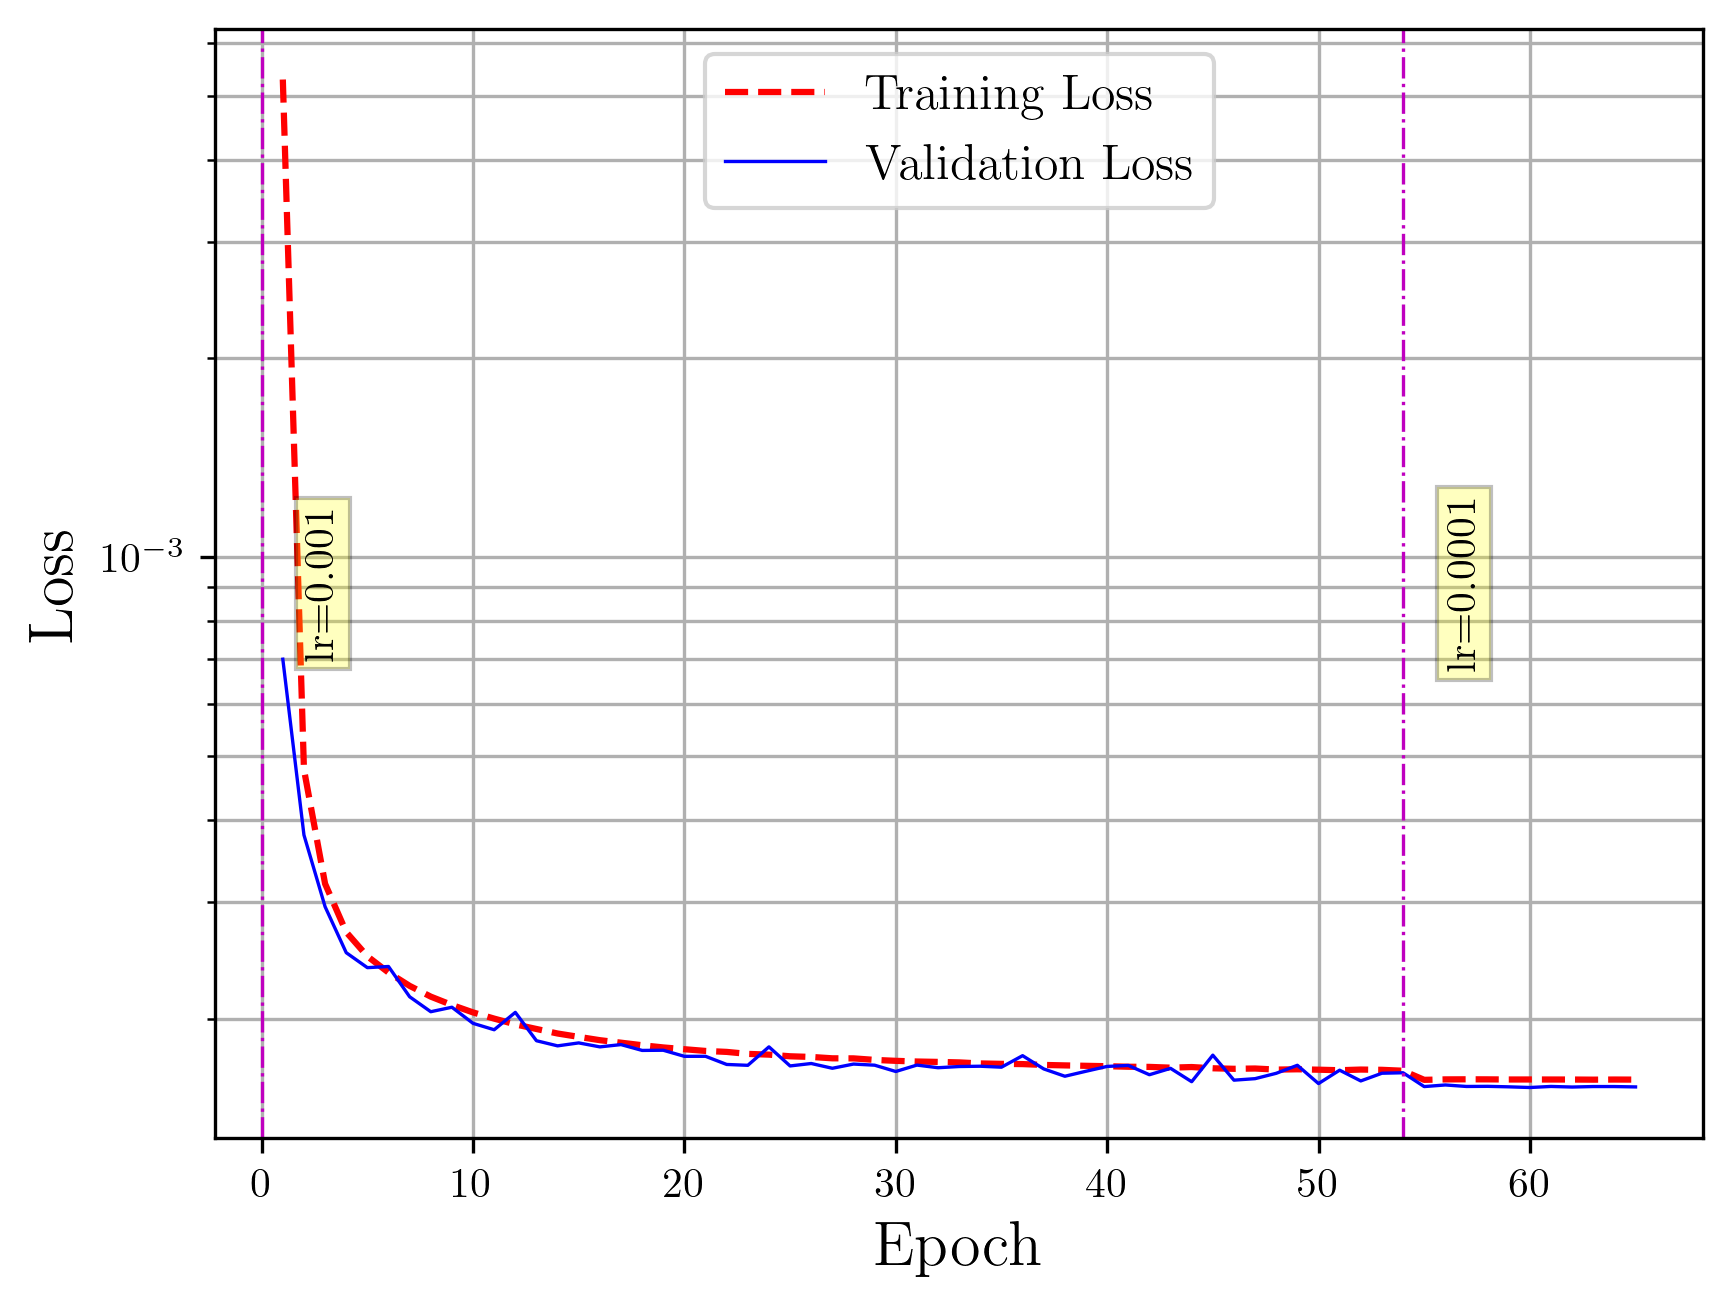 Training Loss
Validation Loss
lr=0.001
lr=0.0001
Loss
10⁻³
0 10 20 30 40 50 60
Epoch